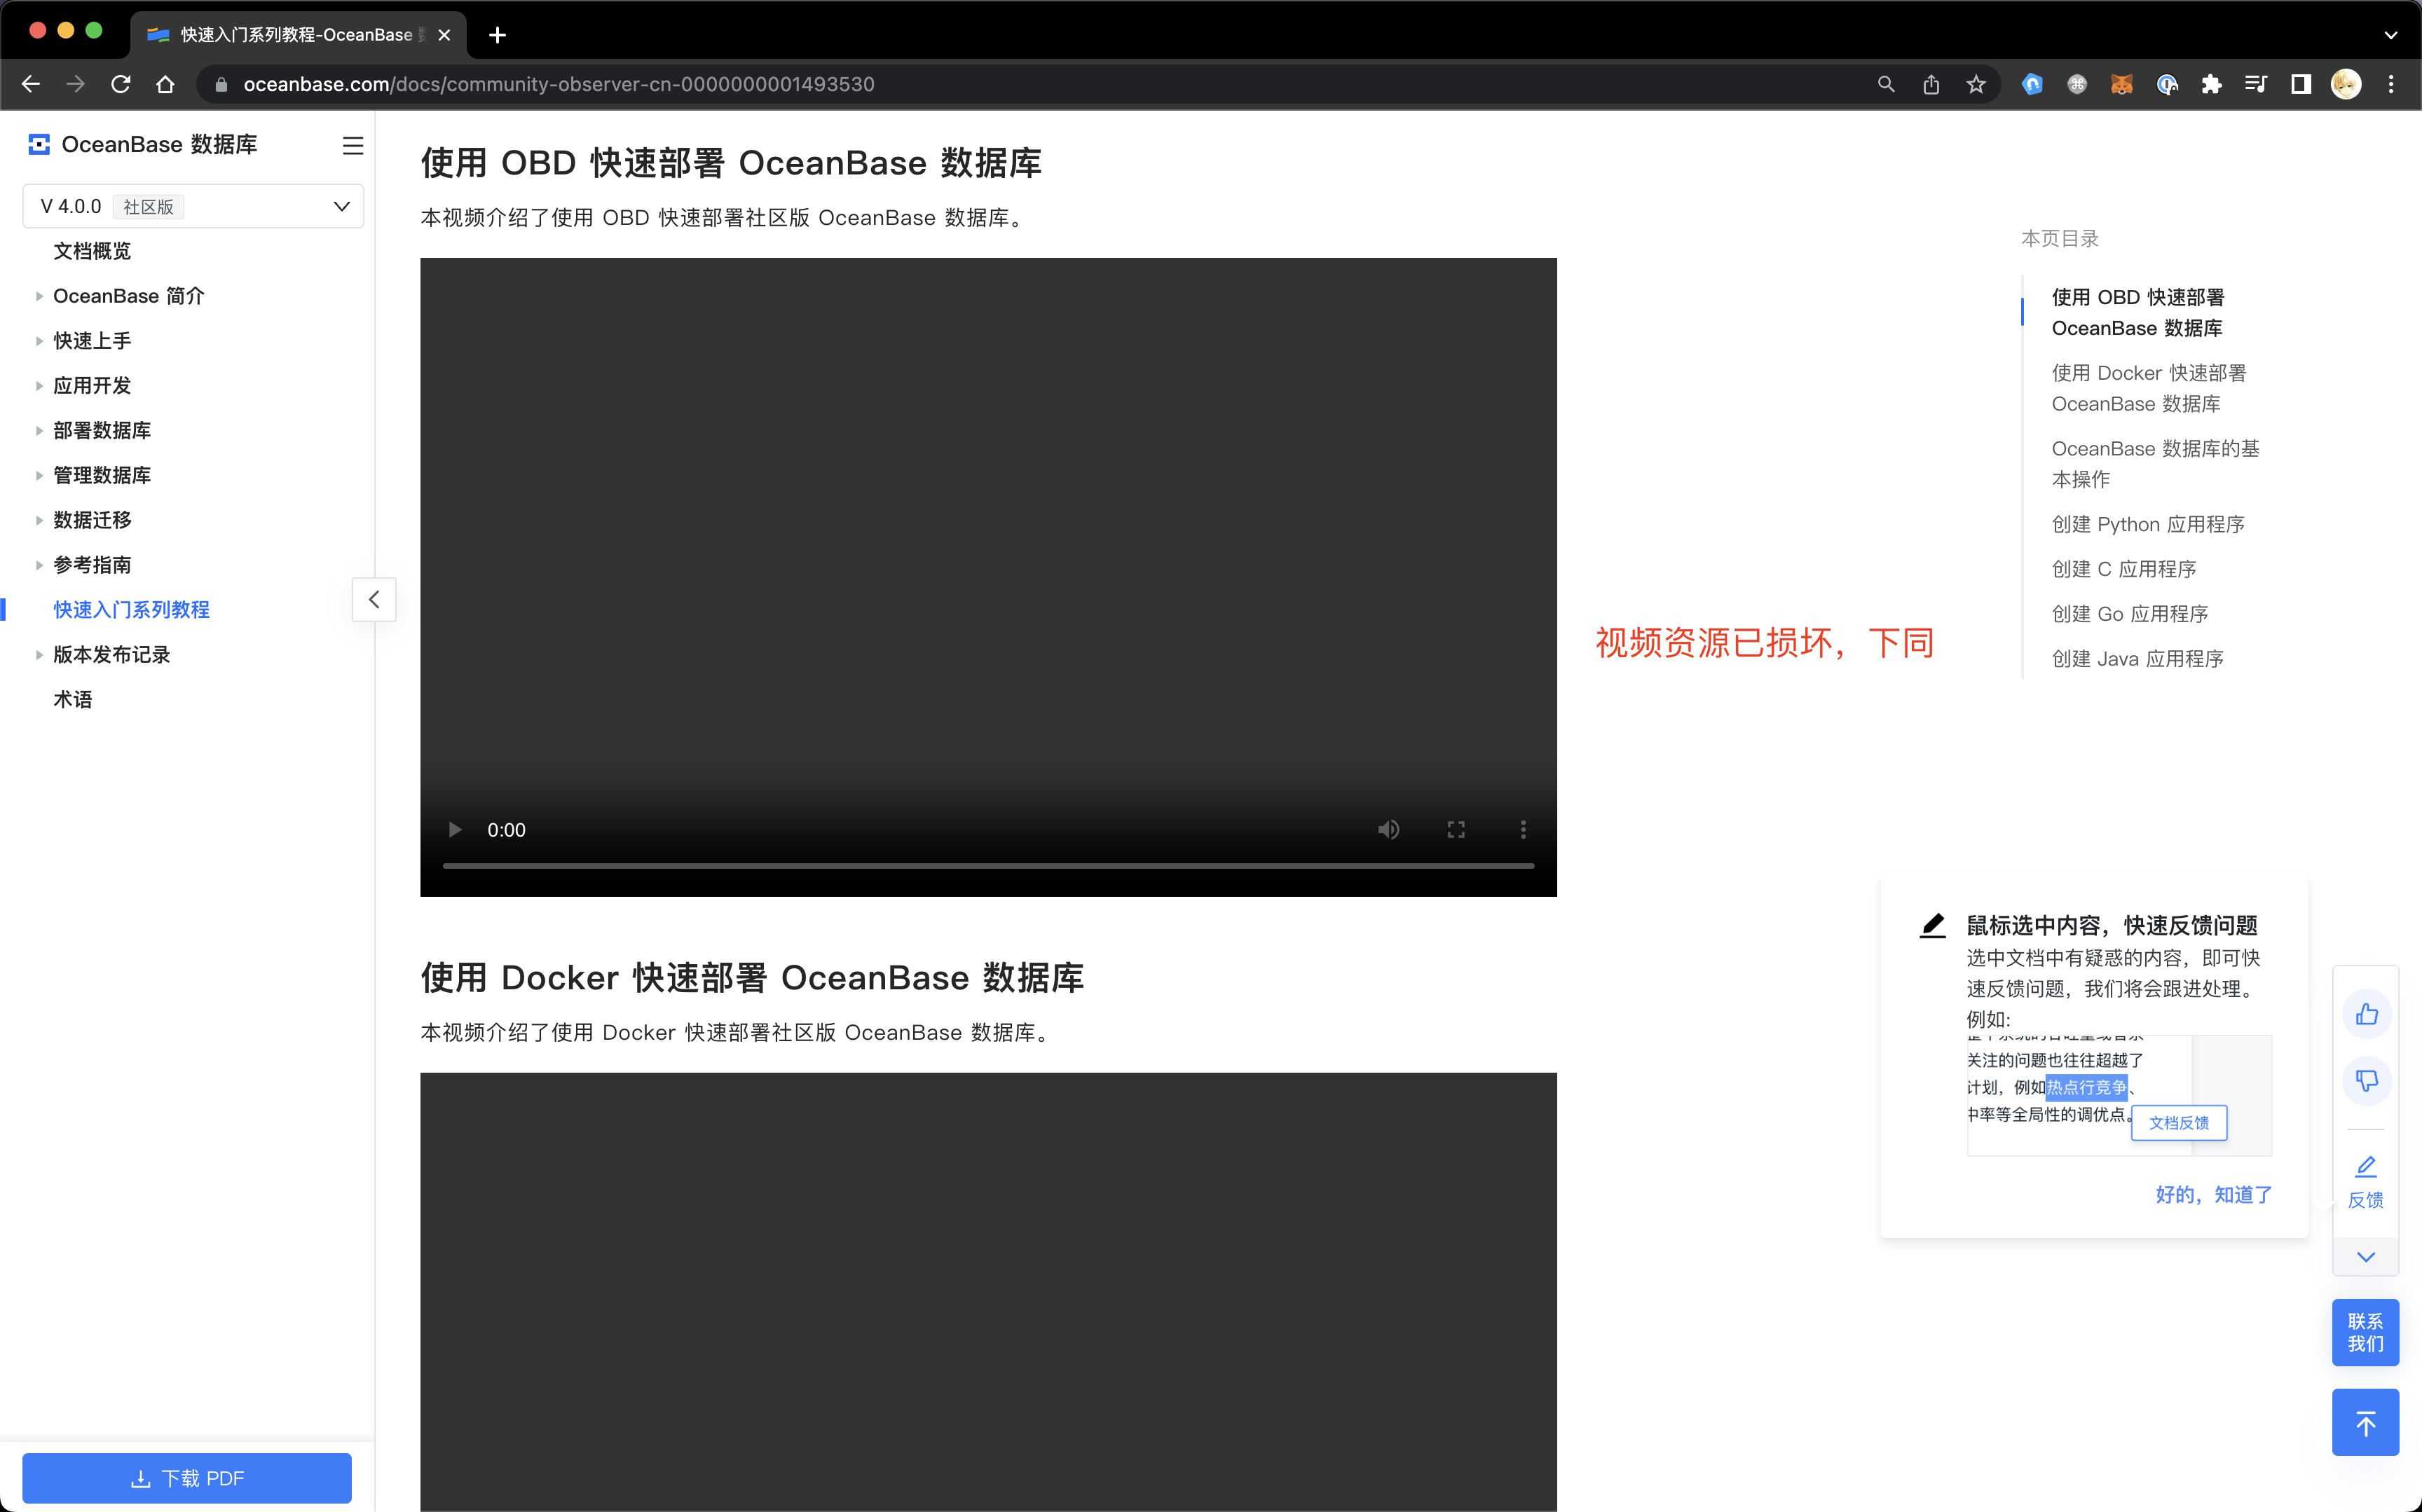 快速入门系列教程-OceanBase
oceanbase.com/docs/community-observer-cn-0000000001493530
OceanBase 数据库
V 4.0.0 社区版
文档概览
OceanBase 简介
快速上手
应用开发
部署数据库
管理数据库
数据迁移
参考指南
快速入门系列教程
版本发布记录
术语
下载 PDF
使用 OBD 快速部署 OceanBase 数据库
本视频介绍了使用 OBD 快速部署社区版 OceanBase 数据库。
0:00
视频资源已损坏，下同
使用 Docker 快速部署 OceanBase 数据库
本视频介绍了使用 Docker 快速部署社区版 OceanBase 数据库。
本页目录
使用 OBD 快速部署
OceanBase 数据库
使用 Docker 快速部署
OceanBase 数据库
OceanBase 数据库的基
本操作
创建 Python 应用程序
创建 C 应用程序
创建 Go 应用程序
创建 Java 应用程序
鼠标选中内容，快速反馈问题
选中文档中有疑惑的内容，即可快
速反馈问题，我们将会跟进处理。
例如:
关注的问题也往往超越了
计划，例如热点行竞争、
中率等全局性的调优点。
文档反馈
好的，知道了
反馈
联系
我们